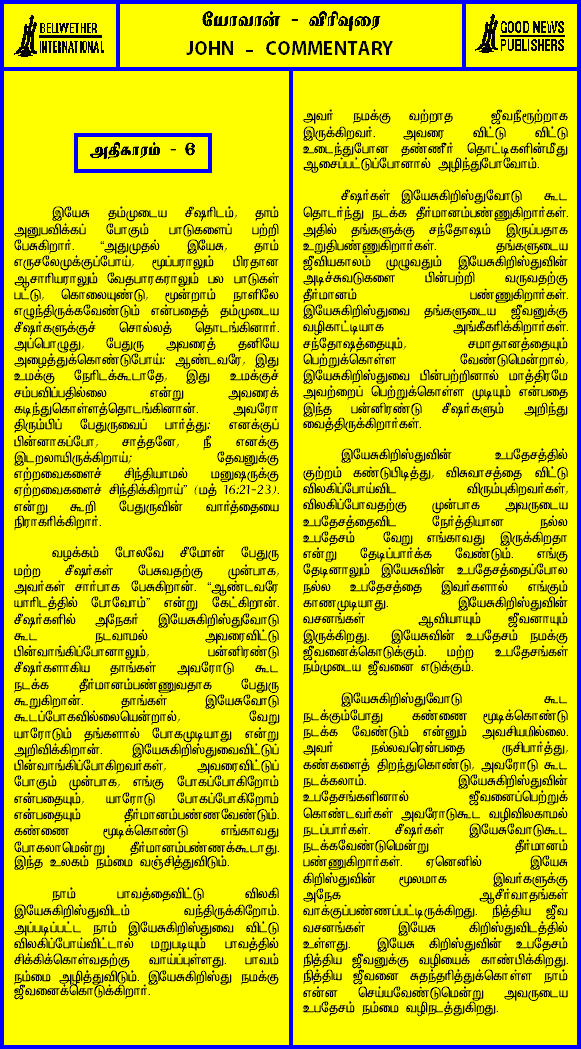 BELWETHER
INTERNATIONAL
யோவான் - விரிவுரை
JOHN - COMMENTARY
GOOD NEWS
PUBLISHERS
அதிகாரம் - 6
இயேசு தம்முடைய சீஷரிடம், தாம்
அனுபவிக்கப் போகும் பாடுகளைப் பற்றி
பேசுகிறார். “அதுமுதல் இயேசு, தாம்
எருசலேமுக்குப்போய், மூப்பராலும் பிரதான
ஆசாரியராலும் வேதபாரகராலும் பல பாடுகள்
பட்டு, கொலையுண்டு, மூன்றாம் நாளிலே
எழுந்திருக்கவேண்டும் என்பதைத் தம்முடைய
சீஷர்களுக்குச் சொல்லத் தொடங்கினார்.
அப்பொழுது, பேதுரு அவரைத் தனியே
அழைத்துக்கொண்டுபோய்; ஆண்டவரே, இது
உமக்கு நேரிடக்கூடாதே, இது உமக்குச்
சம்பவிப்பதில்லை என்று அவரைக்
கடிந்துகொள்ளத்தொடங்கினான். அவரோ
திரும்பிப் பேதுருவைப் பார்த்து; எனக்குப்
பின்னாகப்போ, சாத்தனே, நீ எனக்கு
இடறலாயிருக்கிறாய்; தேவனுக்கு
ஏற்றவைகளைச் சிந்தியாமல் மனுஷருக்கு
ஏற்றவைகளைச் சிந்திக்கிறாய்” (மத் 16:21-23).
என்று கூறி பேதுருவின் வார்த்தையை
நிராகரிக்கிறார்.
வழக்கம் போலவே சீமோன் பேதுரு
மற்ற சீஷர்கள் பேசுவதற்கு முன்பாக,
அவர்கள் சார்பாக பேசுகிறான். “ஆண்டவரே
யாரிடத்தில் போவோம்” என்று கேட்கிறான்.
சீஷர்களில் அநேகர் இயேசுகிறிஸ்துவோடு
கூட நடவாமல் அவரைவிட்டு
பின்வாங்கிப்போனாலும், பன்னிரண்டு
சீஷர்களாகிய தாங்கள் அவரோடு கூட
நடக்க தீர்மானம்பண்ணுவதாக பேதுரு
கூறுகிறான். தாங்கள் இயேசுவோடு
கூடப்போகவில்லையென்றால், வேறு
யாரோடும் தங்களால் போகமுடியாது என்று
அறிவிக்கிறான். இயேசுகிறிஸ்துவைவிட்டுப்
பின்வாங்கிப்போகிறவர்கள், அவரைவிட்டுப்
போகும் முன்பாக, எங்கு போகப்போகிறோம்
என்பதையும், யாரோடு போகப்போகிறோம்
என்பதையும் தீர்மானம்பண்ணவேண்டும்.
கண்ணை மூடிக்கொண்டு எங்காவது
போகலாமென்று தீர்மானம்பண்ணக்கூடாது.
இந்த உலகம் நம்மை வஞ்சித்துவிடும்.
நாம் பாவத்தைவிட்டு விலகி
இயேசுகிறிஸ்துவிடம் வந்திருக்கிறோம்.
அப்படிப்பட்ட நாம் இயேசுகிறிஸ்துவை விட்டு
விலகிப்போய்விட்டால் மறுபடியும் பாவத்தில்
சிக்கிக்கொள்வதற்கு வாய்ப்புள்ளது. பாவம்
நம்மை அழித்துவிடும். இயேசுகிறிஸ்து நமக்கு
ஜீவனைக்கொடுக்கிறார்.
அவர் நமக்கு வற்றாத ஜீவநீரூற்றாக
இருக்கிறவர். அவரை விட்டு விட்டு
உடைந்துபோன தண்ணீர் தொட்டிகளின்மீது
ஆசைப்பட்டுப்போனால் அழிந்துபோவோம்.
சீஷர்கள் இயேசுகிறிஸ்துவோடு கூட
தொடர்ந்து நடக்க தீர்மானம்பண்ணுகிறார்கள்.
அதில் தங்களுக்கு சந்தோஷம் இருப்பதாக
உறுதிபண்ணுகிறார்கள். தங்களுடைய
ஜீவியகாலம் முழுவதும் இயேசுகிறிஸ்துவின்
அடிச்சுவடுகளை பின்பற்றி வருவதற்கு
தீர்மானம் பண்ணுகிறார்கள்.
இயேசுகிறிஸ்துவை தங்களுடைய ஜீவனுக்கு
வழிகாட்டியாக அங்கீகரிக்கிறார்கள்.
சந்தோஷத்தையும், சமாதானத்தையும்
பெற்றுக்கொள்ள வேண்டுமென்றால்,
இயேசுகிறிஸ்துவை பின்பற்றினால் மாத்திரமே
அவற்றைப் பெற்றுக்கொள்ள முடியும் என்பதை
இந்த பன்னிரண்டு சீஷர்களும் அறிந்து
வைத்திருக்கிறார்கள்.
இயேசுகிறிஸ்துவின் உபதேசத்தில்
குற்றம் கண்டுபிடித்து, விசுவாசத்தை விட்டு
விலகிப்போய்விட விரும்புகிறவர்கள்,
விலகிப்போவதற்கு முன்பாக அவருடைய
உபதேசத்தைவிட நேர்த்தியான நல்ல
உபதேசம் வேறு எங்காவது இருக்கிறதா
என்று தேடிப்பார்க்க வேண்டும். எங்கு
தேடினாலும் இயேசுவின் உபதேசத்தைப்போல
நல்ல உபதேசத்தை இவர்களால் எங்கும்
காணமுடியாது. இயேசுகிறிஸ்துவின்
வசனங்கள் ஆவியாயும் ஜீவனாயும்
இருக்கிறது. இயேசுவின் உபதேசம் நமக்கு
ஜீவனைக்கொடுக்கும். மற்ற உபதேசங்கள்
நம்முடைய ஜீவனை எடுக்கும்.
இயேசுகிறிஸ்துவோடு கூட
நடக்கும்போது கண்ணை மூடிக்கொண்டு
நடக்க வேண்டும் என்னும் அவசியமில்லை.
அவர் நல்லவரென்பதை ருசிபார்த்து,
கண்களைத் திறந்துகொண்டு, அவரோடு கூட
நடக்கலாம். இயேசுகிறிஸ்துவின்
உபதேசங்களினால் ஜீவனைப்பெற்றுக்
கொண்டவர்கள் அவரோடுகூட வழிவிலகாமல்
நடப்பார்கள். சீஷர்கள் இயேசுவோடுகூட
நடக்கவேண்டுமென்று தீர்மானம்
பண்ணுகிறார்கள். ஏனெனில் இயேசு
கிறிஸ்துவின் மூலமாக இவர்களுக்கு
அநேக ஆசீர்வாதங்கள்
வாக்குப்பண்ணப்பட்டிருக்கிறது. நித்திய ஜீவ
வசனங்கள் இயேசு கிறிஸ்துவிடத்தில்
உள்ளது. இயேசு கிறிஸ்துவின் உபதேசம்
நித்திய ஜீவனுக்கு வழியைக் காண்பிக்கிறது.
நித்திய ஜீவனை சுதந்தரித்துக்கொள்ள நாம்
என்ன செய்யவேண்டுமென்று அவருடைய
உபதேசம் நம்மை வழிநடத்துகிறது.